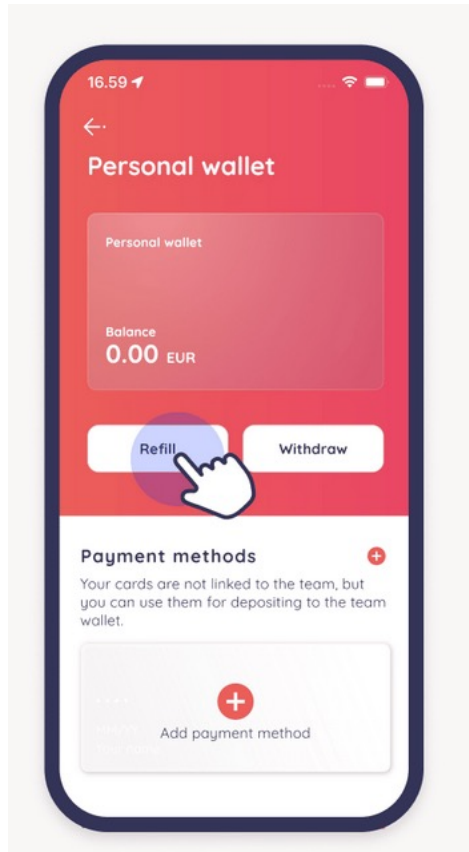 16.59
Personal wallet
Personal wallet
Balance
0.00 EUR
Refill
Withdraw
Payment methods
Your cards are not linked to the team, but
you can use them for depositing to the team
wallet.
Add payment method